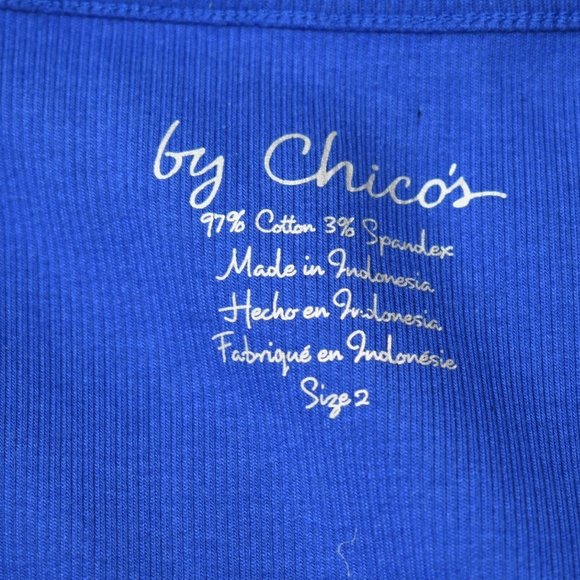 by Chico's
97% Cotton 3% Spandex
Made in Indonesia
Hecho en Indonesia
Fabriqué en Indonésie
Size 2